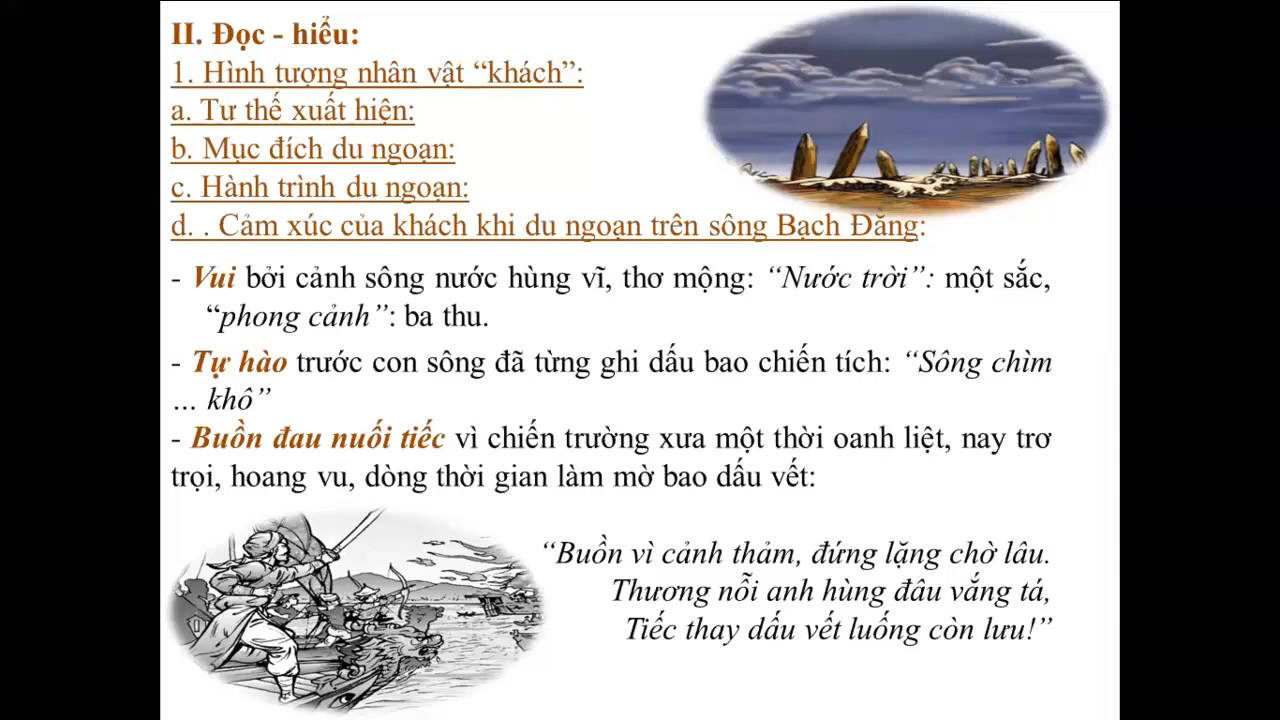 II. Đọc - hiểu:
1. Hình tượng nhân vật “khách”:
a. Tư thế xuất hiện:
b. Mục đích du ngoạn:
c. Hành trình du ngoạn:
d. . Cảm xúc của khách khi du ngoạn trên sông Bạch Đằng:
- Vui bởi cảnh sông nước hùng vĩ, thơ mộng: “Nước trời”: một sắc,
“phong cảnh”: ba thu.
- Tự hào trước con sông đã từng ghi dấu bao chiến tích: “Sông chìm
... khô”
- Buồn đau nuối tiếc vì chiến trường xưa một thời oanh liệt, nay trơ
trọi, hoang vu, dòng thời gian làm mờ bao dấu vết:
“Buồn vì cảnh thảm, đứng lặng chờ lâu.
Thương nỗi anh hùng đâu vắng tá,
Tiếc thay dấu vết luống còn lưu!”